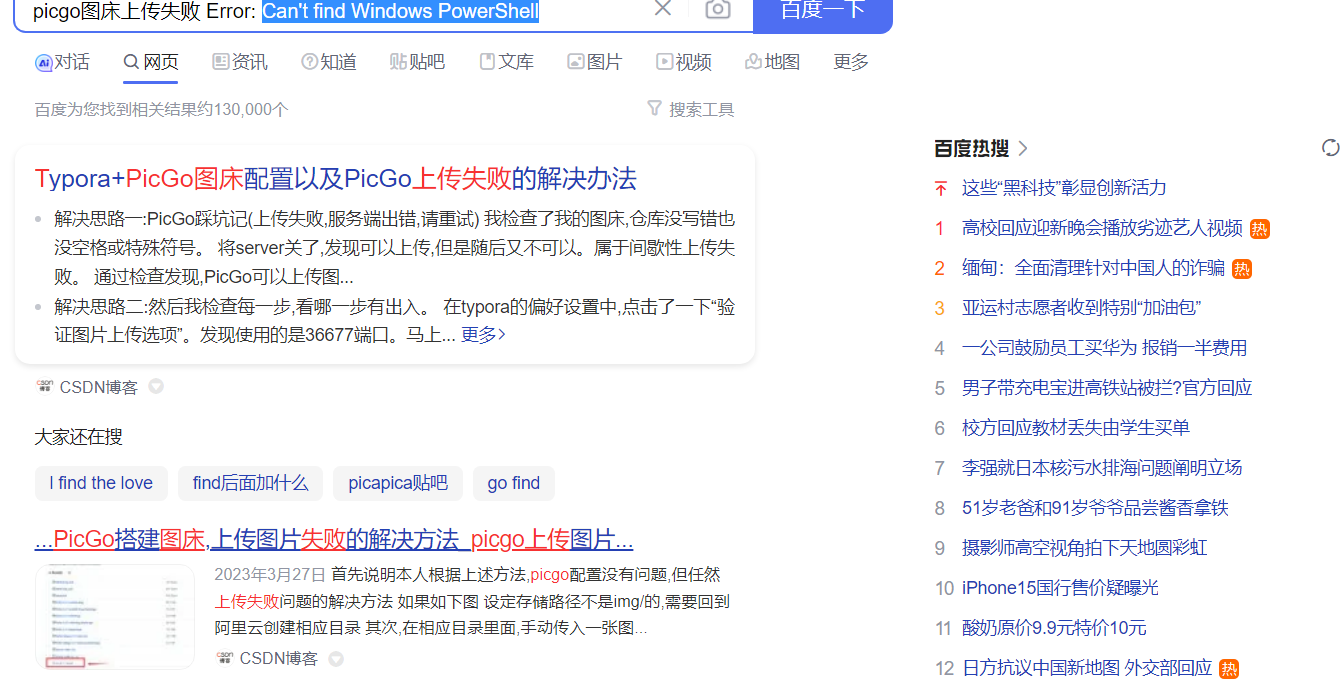 picgo图床上传失败 Error: Can't find Windows PowerShell
百度一下
对话 网页 资讯 知道 贴吧 文库 图片 视频 地图 更多
百度为您找到相关结果约130,000个
搜索工具
Typora+PicGo图床配置以及PicGo上传失败的解决办法
解决思路一:PicGo踩坑记(上传失败,服务端出错,请重试) 我检查了我的图床,仓库没写错也
没空格或特殊符号。 将server关了,发现可以上传,但是随后又不可以。属于间歇性上传失
败。 通过检查发现,PicGo可以上传图...
解决思路二:然后我检查每一步,看哪一步有出入。 在typora的偏好设置中,点击了一下“验
证图片上传选项”。发现使用的是36677端口。马上... 更多>
CSDN博客
大家还在搜
I find the love
find后面加什么
picapica贴吧
go find
...PicGo搭建图床,上传图片失败的解决方法_picgo上传图片...
2023年3月27日 首先说明本人根据上述方法,picgo配置没有问题,但任然
上传失败问题的解决方法 如果如下图 设定存储路径不是img/的,需要回到
阿里云创建相应目录 其次,在相应目录里面,手动传入一张图...
CSDN博客
百度热搜
这些“黑科技”彰显创新活力
1 高校回应迎新晚会播放劣迹艺人视频 热
2 缅甸：全面清理针对中国人的诈骗 热
3 亚运村志愿者收到特别“加油包”
4 一公司鼓励员工买华为 报销一半费用
5 男子带充电宝进高铁站被拦?官方回应
6 校方回应教材丢失由学生买单
7 李强就日本核污水排海问题阐明立场
8 51岁老爸和91岁爷爷品尝酱香拿铁
9 摄影师高空视角拍下天地圆彩虹
10 iPhone15国行售价疑曝光
11 酸奶原价9.9元特价10元
12 日方抗议中国新地图 外交部回应 热